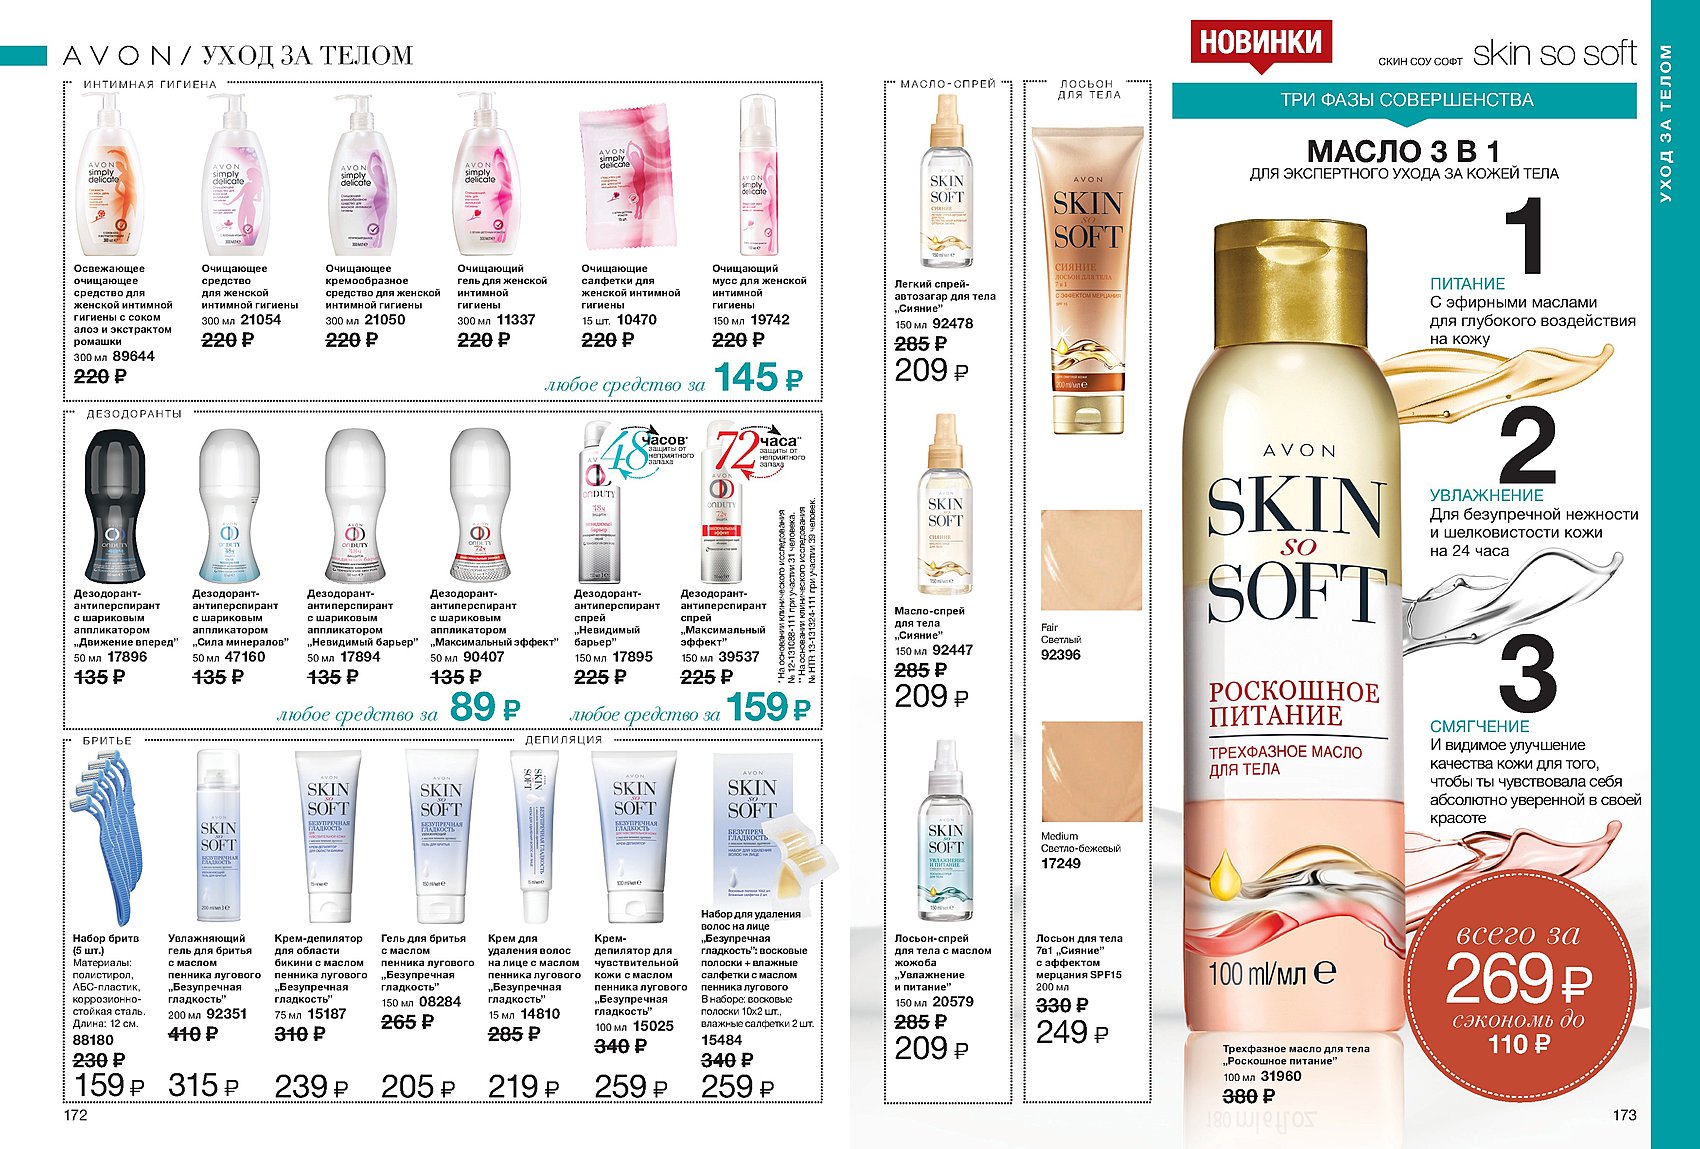 AVON / УХОД ЗА ТЕЛОМ
ИНТИМНАЯ ГИГИЕНА
Освежающее
очищающее
средство для
женской интимной
гигиены с соком
алоэ и экстрактом
ромашки
300 мл 89644
220 ₽
Очищающее
средство
для женской
интимной гигиены
300 мл 21054
220 ₽
Очищающее
кремообразное
средство для женской
интимной гигиены
300 мл 21050
220 ₽
Очищающий
гель для женской
интимной
гигиены
300 мл 11337
220 ₽
Очищающие
салфетки для
женской интимной
гигиены
15 шт. 10470
220 ₽
Очищающий
мусс для женской
интимной
гигиены
150 мл 19742
220 ₽
любое средство за 145 ₽
ДЕЗОДОРАНТЫ
48 часов*
защиты от
неприятного
запаха
72 часа**
защиты от
неприятного
запаха
Дезодорант-
антиперспирант
с шариковым
аппликатором
„Движение вперед”
50 мл 17896
135 ₽
Дезодорант-
антиперспирант
с шариковым
аппликатором
„Сила минералов”
50 мл 47160
135 ₽
Дезодорант-
антиперспирант
с шариковым
аппликатором
„Невидимый барьер”
50 мл 17894
135 ₽
Дезодорант-
антиперспирант
с шариковым
аппликатором
„Максимальный эффект”
50 мл 90407
135 ₽
Дезодорант-
антиперспирант
спрей
„Невидимый
барьер”
150 мл 17895
225 ₽
Дезодорант-
антиперспирант
спрей
„Максимальный
эффект”
150 мл 39537
225 ₽
* На основании клинического исследования
№ 12-131088-111 при участии 31 человека.
** На основании клинического исследования
№ HTR 13-131324-111 при участии 39 человек.
любое средство за 89 ₽
любое средство за 159 ₽
БРИТЬЕ
ДЕПИЛЯЦИЯ
Набор бритв
(5 шт.)
Материалы:
полистирол,
АБС-пластик,
коррозионно-
стойкая сталь.
Длина: 12 см.
88180
230 ₽
159 ₽
Увлажняющий
гель для бритья
с маслом
пенника лугового
„Безупречная
гладкость”
200 мл 92351
410 ₽
315 ₽
Крем-депилятор
для области
бикини с маслом
пенника лугового
„Безупречная
гладкость”
75 мл 15187
310 ₽
239 ₽
Гель для бритья
с маслом
пенника лугового
„Безупречная
гладкость”
150 мл 08284
265 ₽
205 ₽
Крем для
удаления волос
на лице с маслом
пенника лугового
„Безупречная
гладкость”
15 мл 14810
285 ₽
219 ₽
Крем-
депилятор для
чувствительной
кожи с маслом
пенника лугового
„Безупречная
гладкость”
100 мл 15025
340 ₽
259 ₽
Набор для удаления
волос на лице
„Безупречная
гладкость”: восковые
полоски + влажные
салфетки с маслом
пенника лугового
В наборе: восковые
полоски 10x2 шт.,
влажные салфетки 2 шт.
15484
340 ₽
259 ₽
172
МАСЛО-СПРЕЙ
Легкий спрей-
автозагар для тела
„Сияние”
150 мл 92478
285 ₽
209 ₽
Масло-спрей
для тела
„Сияние”
150 мл 92447
285 ₽
209 ₽
Лосьон-спрей
для тела с маслом
жожоба
„Увлажнение
и питание”
150 мл 20579
285 ₽
209 ₽
ЛОСЬОН
ДЛЯ ТЕЛА
AVON
SKIN
SO
SOFT
СИЯНИЕ
ЛОСЬОН ДЛЯ ТЕЛА
7 в 1
С ЭФФЕКТОМ МЕРЦАНИЯ
Fair
Светлый
92396
Medium
Светло-бежевый
17249
Лосьон для тела
7в1 „Сияние”
с эффектом
мерцания SPF15
200 мл
330 ₽
249 ₽
НОВИНКИ
СКИН СОУ СОФТ skin so soft
ТРИ ФАЗЫ СОВЕРШЕНСТВА
МАСЛО 3 В 1
ДЛЯ ЭКСПЕРТНОГО УХОДА ЗА КОЖЕЙ ТЕЛА
1
ПИТАНИЕ
С эфирными маслами
для глубокого воздействия
на кожу
2
УВЛАЖНЕНИЕ
Для безупречной нежности
и шелковистости кожи
на 24 часа
3
СМЯГЧЕНИЕ
И видимое улучшение
качества кожи для того,
чтобы ты чувствовала себя
абсолютно уверенной в своей
красоте
AVON
SKIN
SO
SOFT
РОСКОШНОЕ
ПИТАНИЕ
ТРЕХФАЗНОЕ МАСЛО
ДЛЯ ТЕЛА
100 ml/мл e
Трехфазное масло для тела
„Роскошное питание”
100 мл 31960
380 ₽
всего за
269 ₽
сэкономь до
110 ₽
173
УХОД ЗА ТЕЛОМ